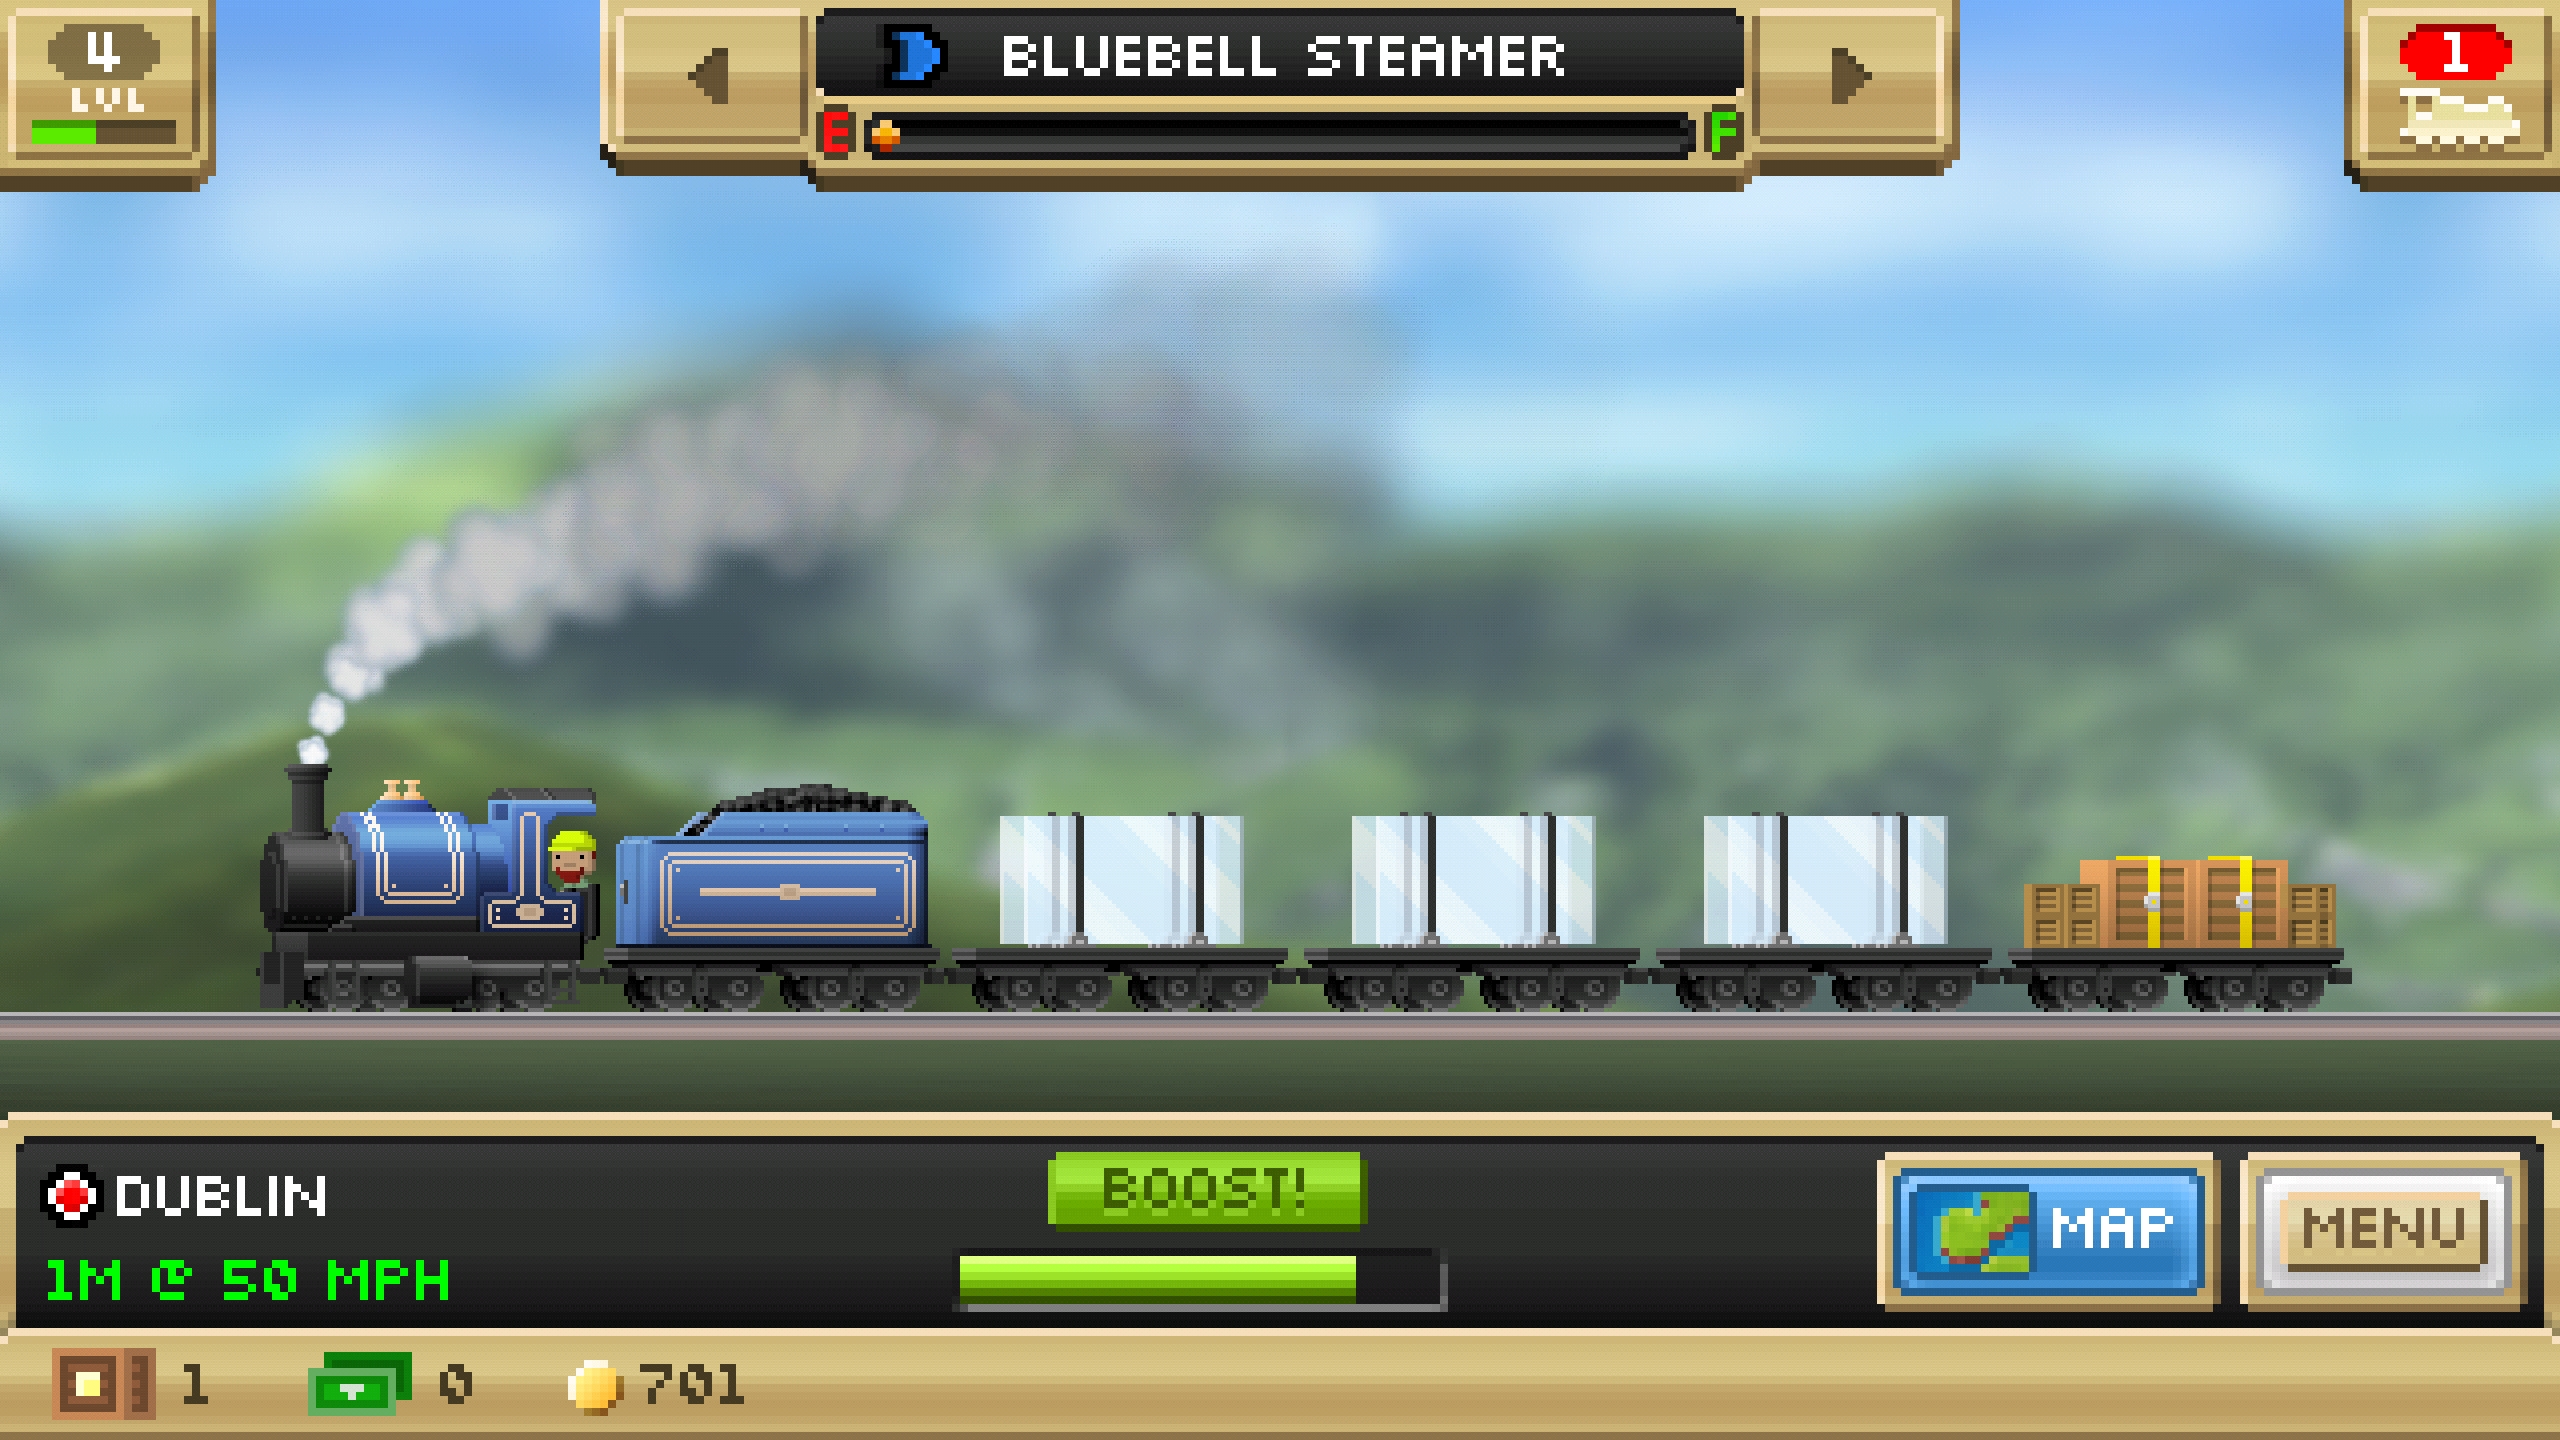 4
LVL
BLUEBELL STEAMER
E F
1
DUBLIN
1M @ 50 MPH
BOOST!
MAP
MENU
1 0 701